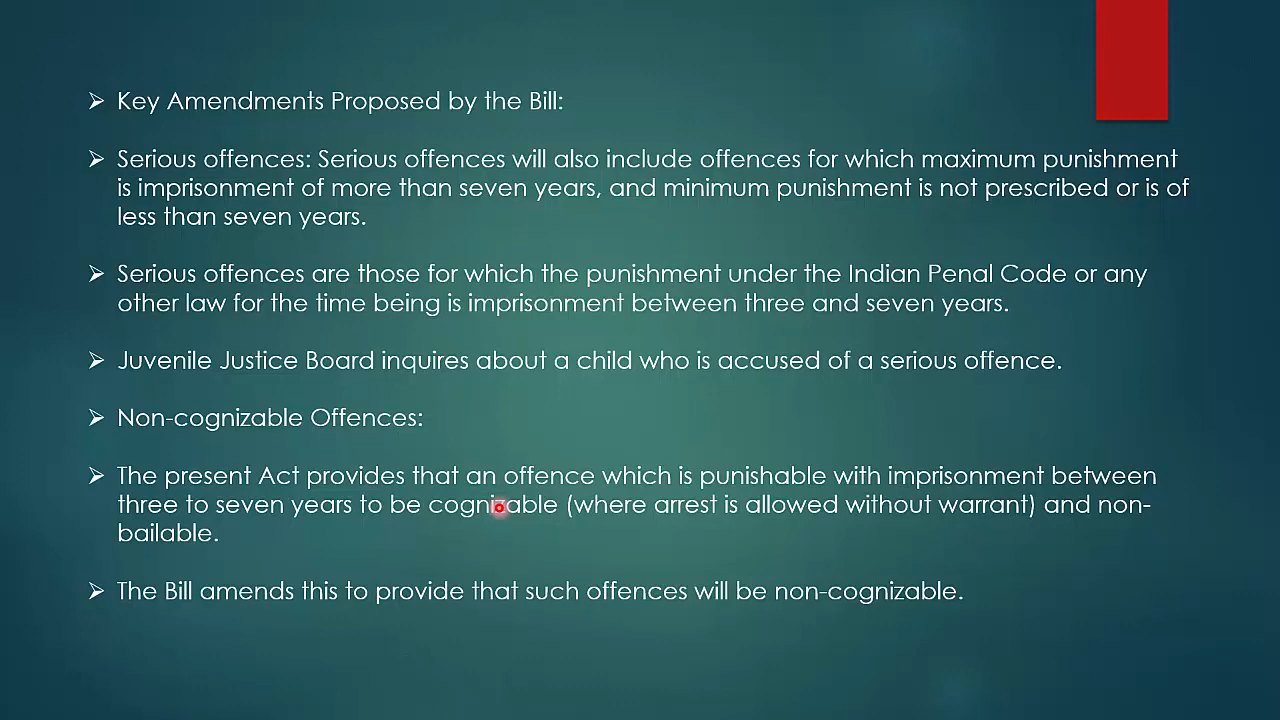 Key Amendments Proposed by the Bill:
Serious offences: Serious offences will also include offences for which maximum punishment
is imprisonment of more than seven years, and minimum punishment is not prescribed or is of
less than seven years.
Serious offences are those for which the punishment under the Indian Penal Code or any
other law for the time being is imprisonment between three and seven years.
Juvenile Justice Board inquires about a child who is accused of a serious offence.
Non-cognizable Offences:
The present Act provides that an offence which is punishable with imprisonment between
three to seven years to be cognizable (where arrest is allowed without warrant) and non-
bailable.
The Bill amends this to provide that such offences will be non-cognizable.